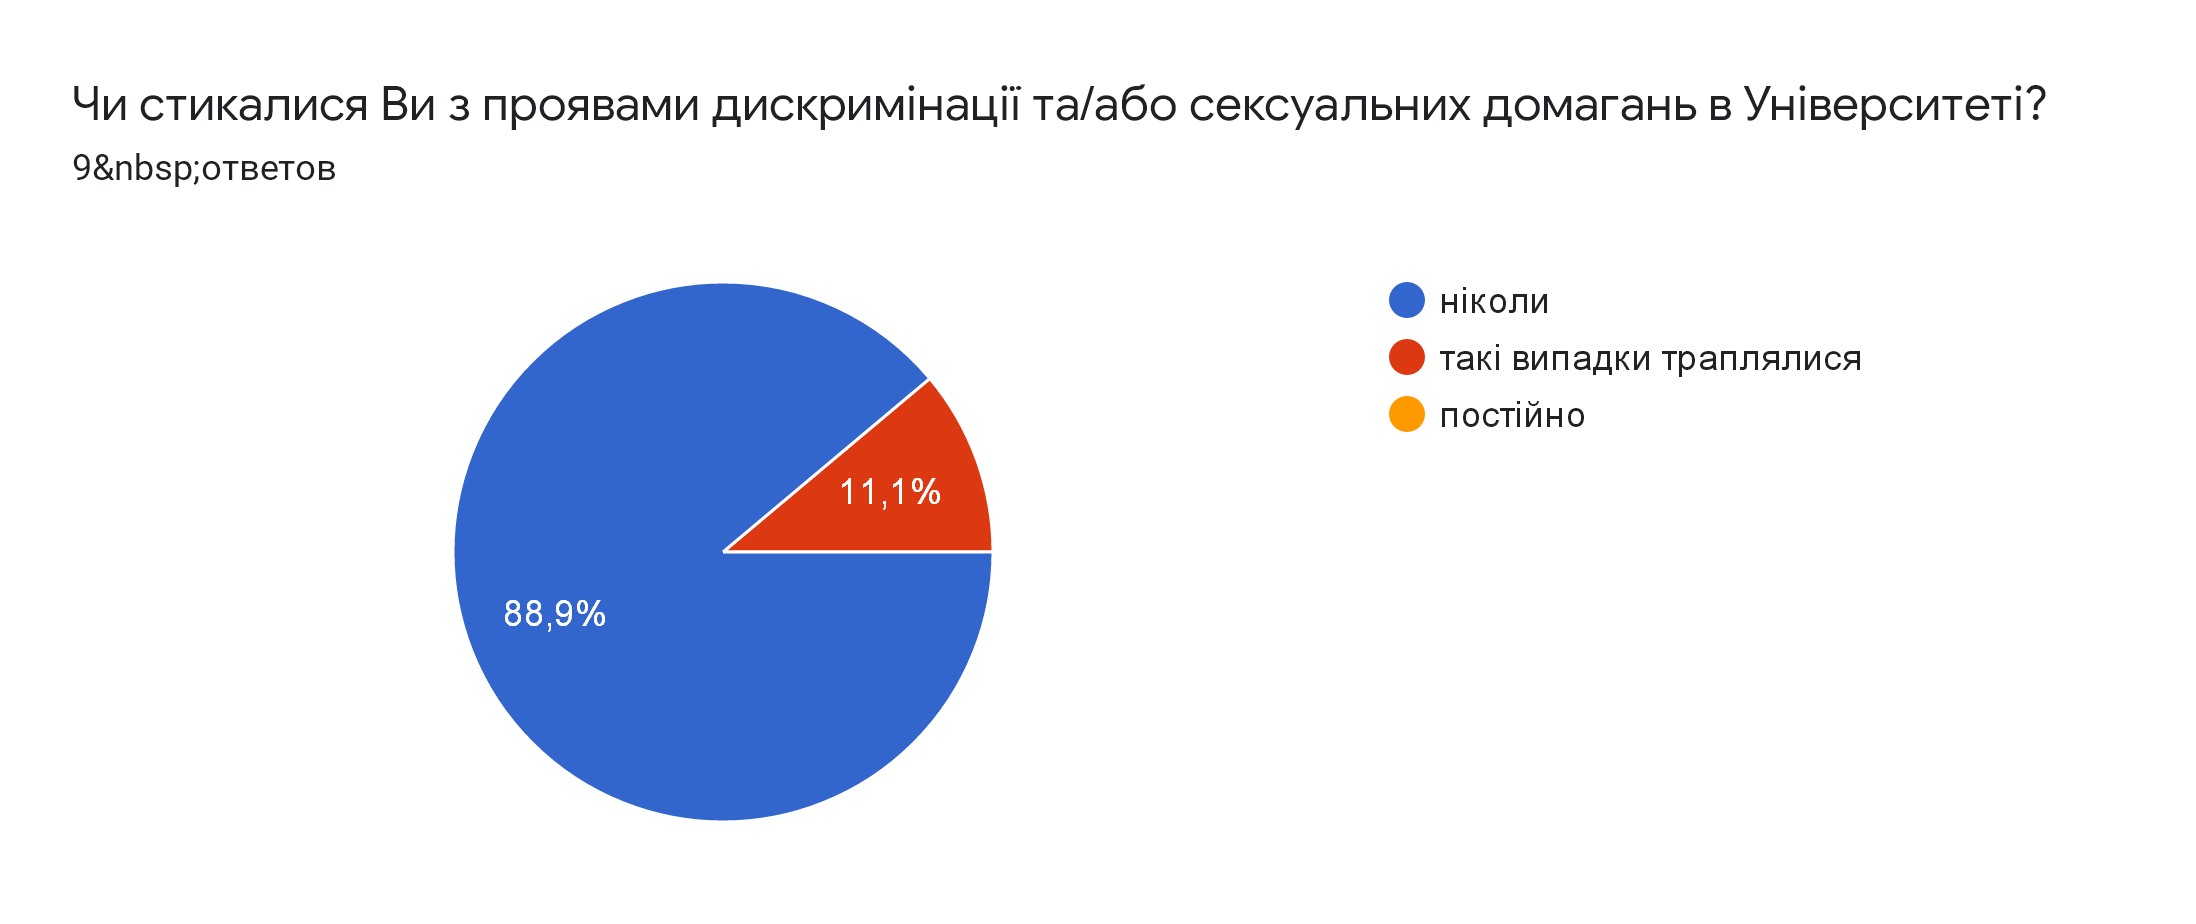 Чи стикалися Ви з проявами дискримінації та/або сексуальних домагань в Університеті?
9&nbsp;ответов
ніколи
такі випадки траплялися
постійно
11,1%
88,9%